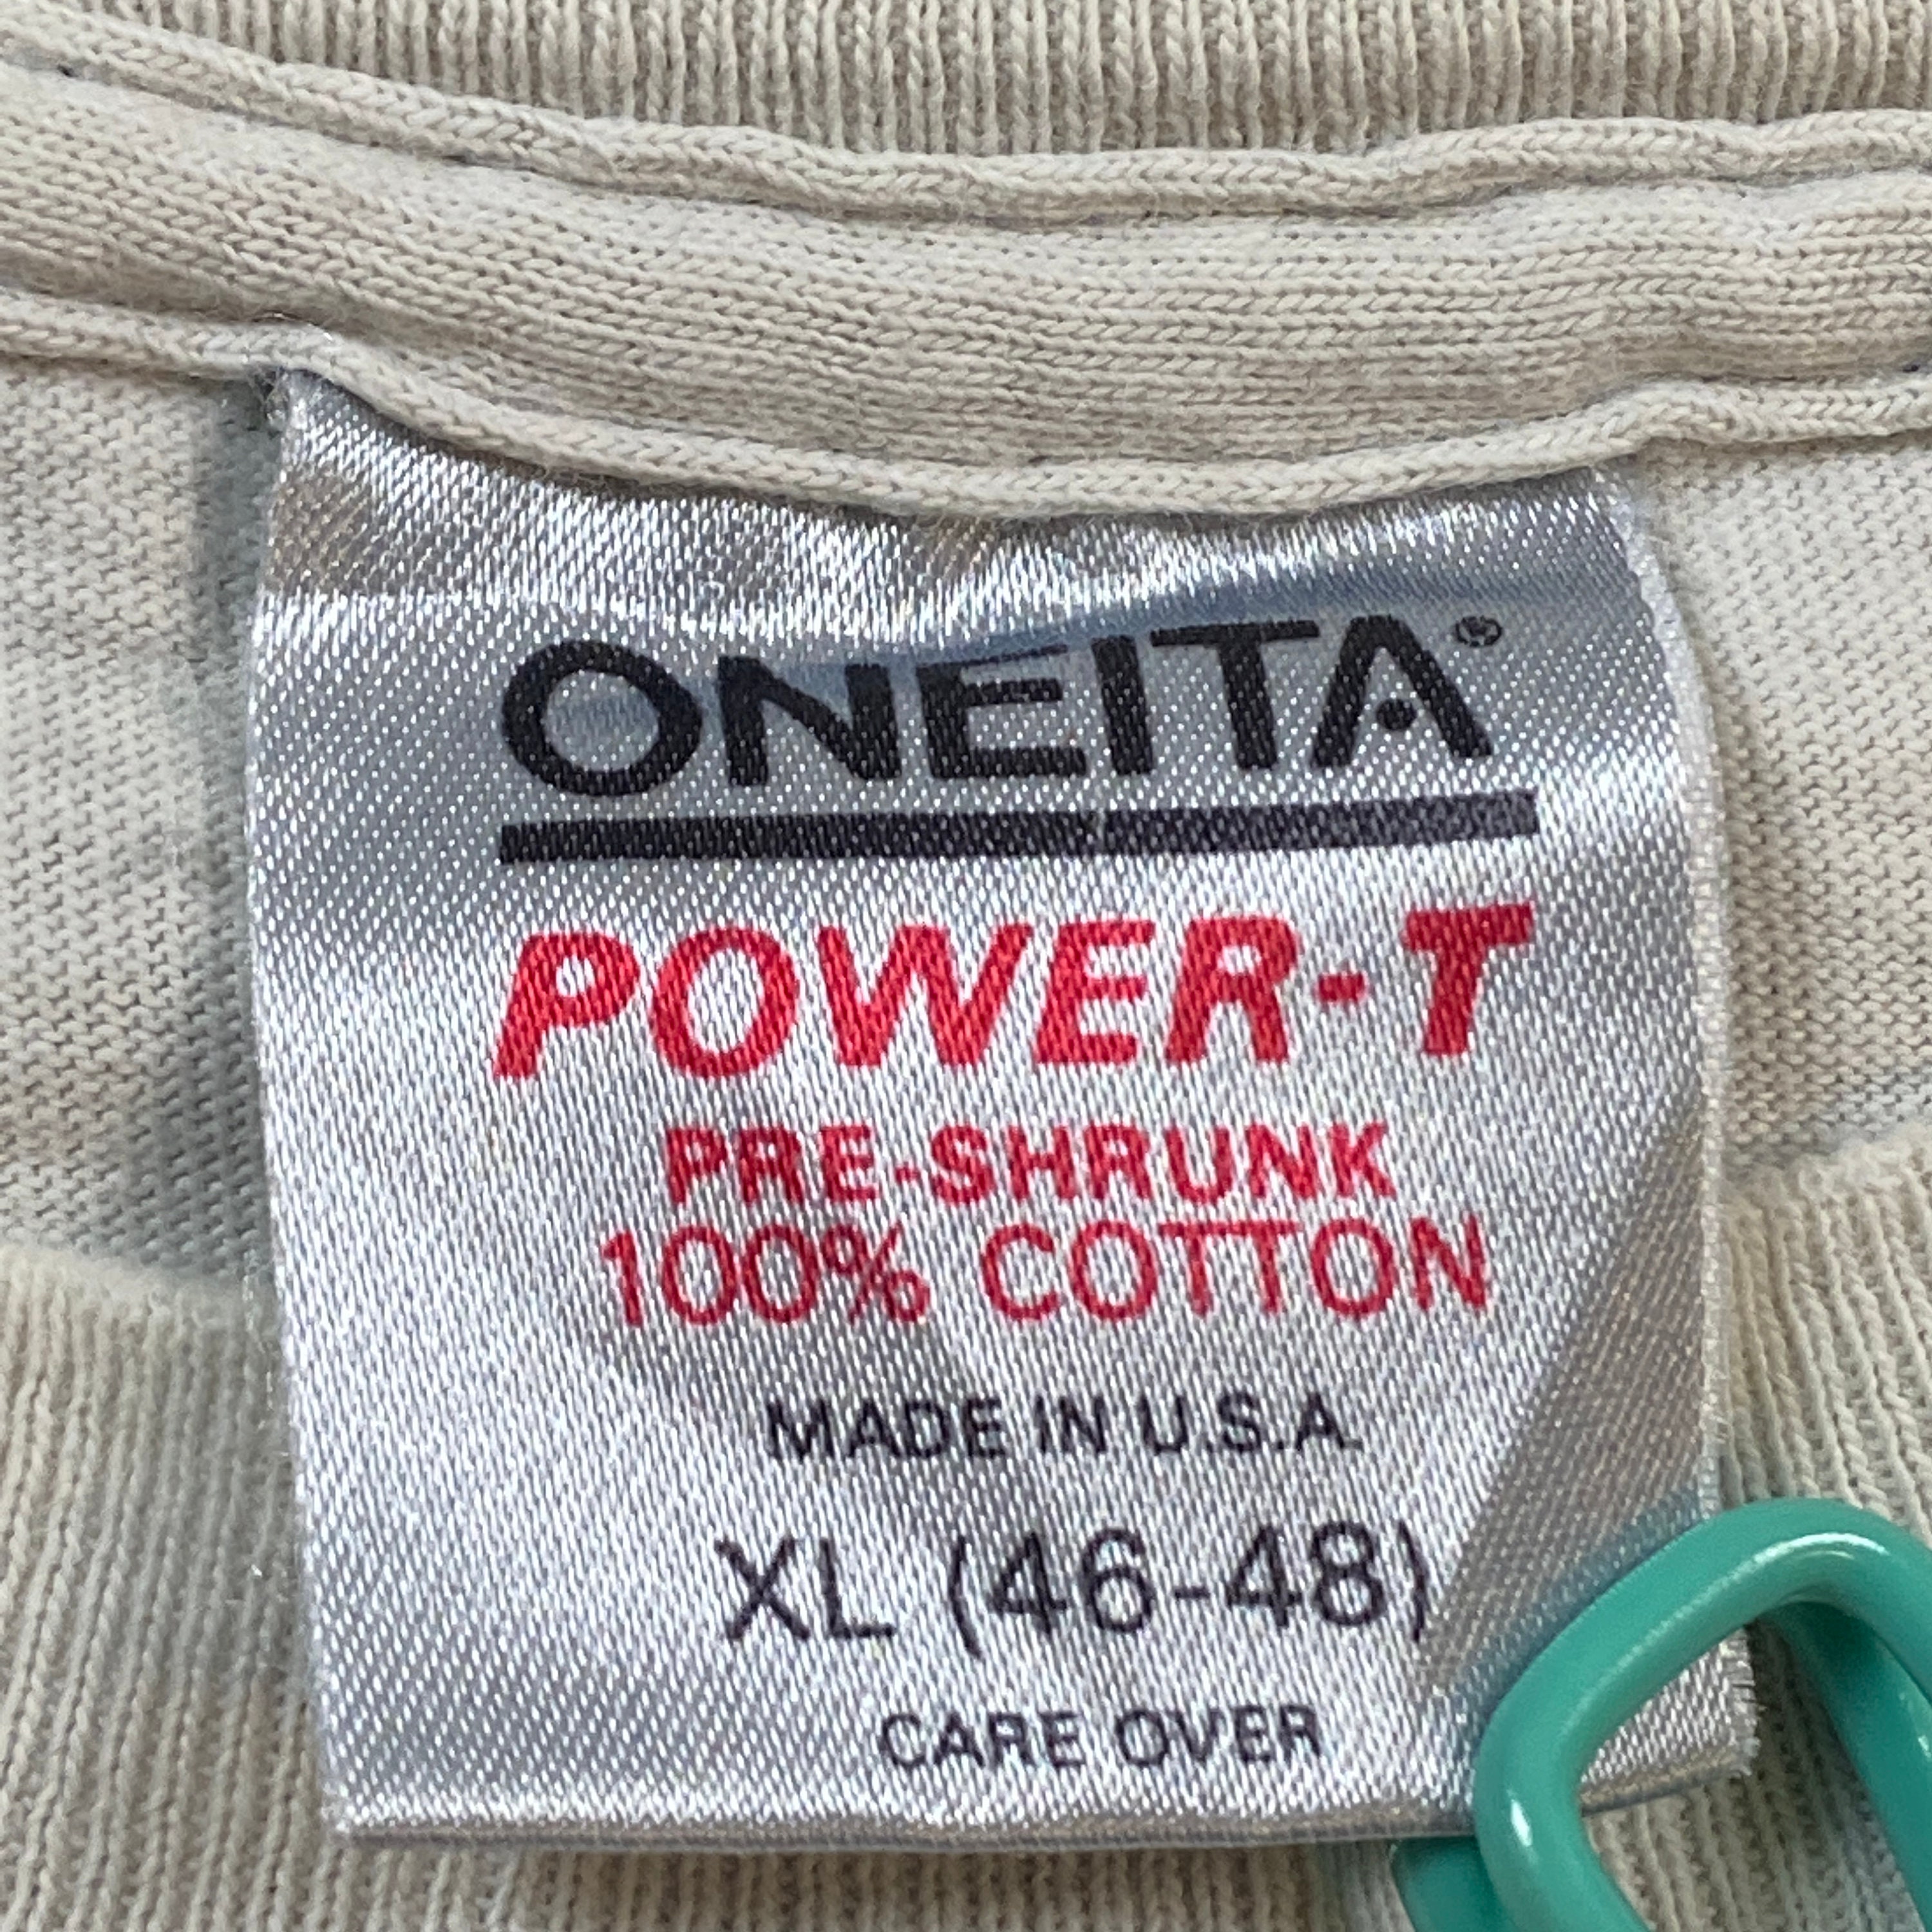 ONEITA®
POWER-T
PRE-SHRUNK
100% COTTON
MADE IN U.S.A.
XL (46-48)
CARE OVER